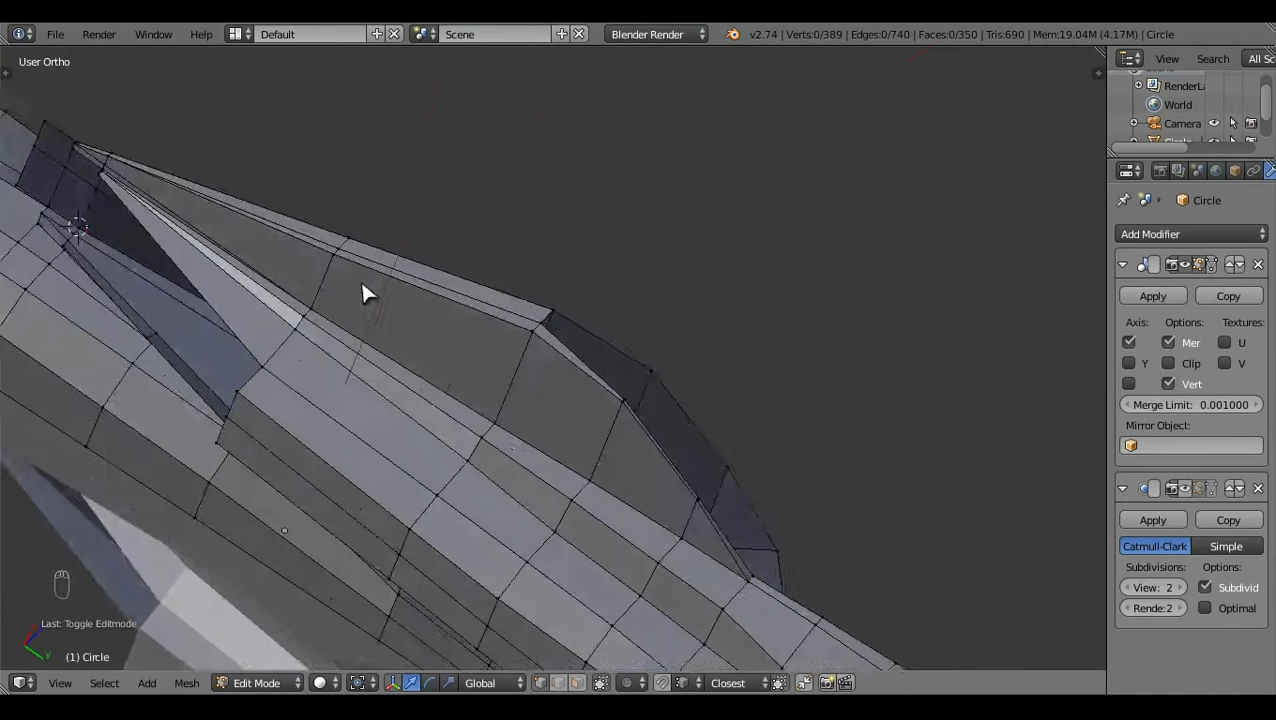 File Render Window Help Default Scene Blender Render v2.74 | Verts:0/389 | Edges:0/740 | Faces:0/350 | Tris:690 | Mem:19.04M (4.17M) | Circle
User Ortho
View Search All Sc
RenderL
World
Camera
Circle
Add Modifier
Apply Copy
Axis: Options: Textures:
Mer U
Y Clip V
Vert
Merge Limit: 0.001000
Mirror Object:
Apply Copy
Catmull-Clark Simple
Subdivisions: Options:
View: 2 Subdivid
Rende:2 Optimal
Last: Toggle Editmode
y
(1) Circle
View Select Add Mesh Edit Mode Global Closest